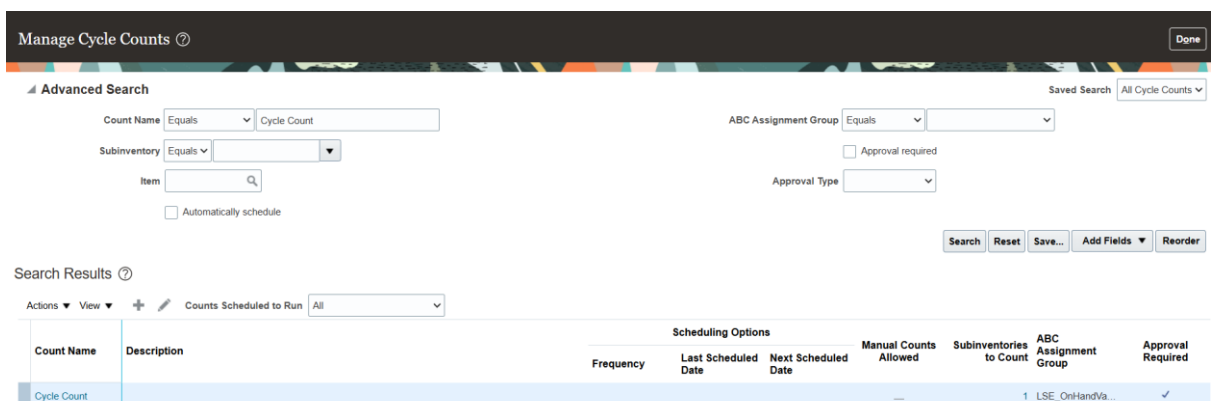 Manage Cycle Counts
Done
Advanced Search
Saved Search All Cycle Counts
Count Name Equals Cycle Count
ABC Assignment Group Equals
Subinventory Equals
Approval required
Item
Approval Type
Automatically schedule
Search Reset Save... Add Fields Reorder
Search Results
Actions View Counts Scheduled to Run All
Count Name Description Scheduling Options Manual Counts Allowed Subinventories to Count ABC Assignment Group Approval Required
Frequency Last Scheduled Date Next Scheduled Date
Cycle Count 1 LSE_OnHandVa...